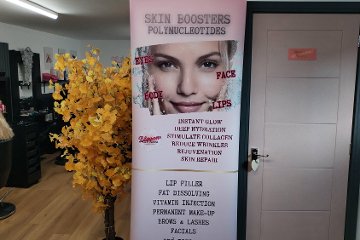 SKIN BOOSTERS
POLYNUCLEOTIDES
EYES
FACE
BODY
LIPS
INSTANT GLOW
DEEP HYDRATION
STIMULATE COLLAGEN
REDUCE WRINKLES
REJUVENATION
SKIN REPAIR
LIP FILLER
FAT DISSOLVING
VITAMIN INJECTION
PERMANENT MAKE-UP
BROWS & LASHES
FACIALS